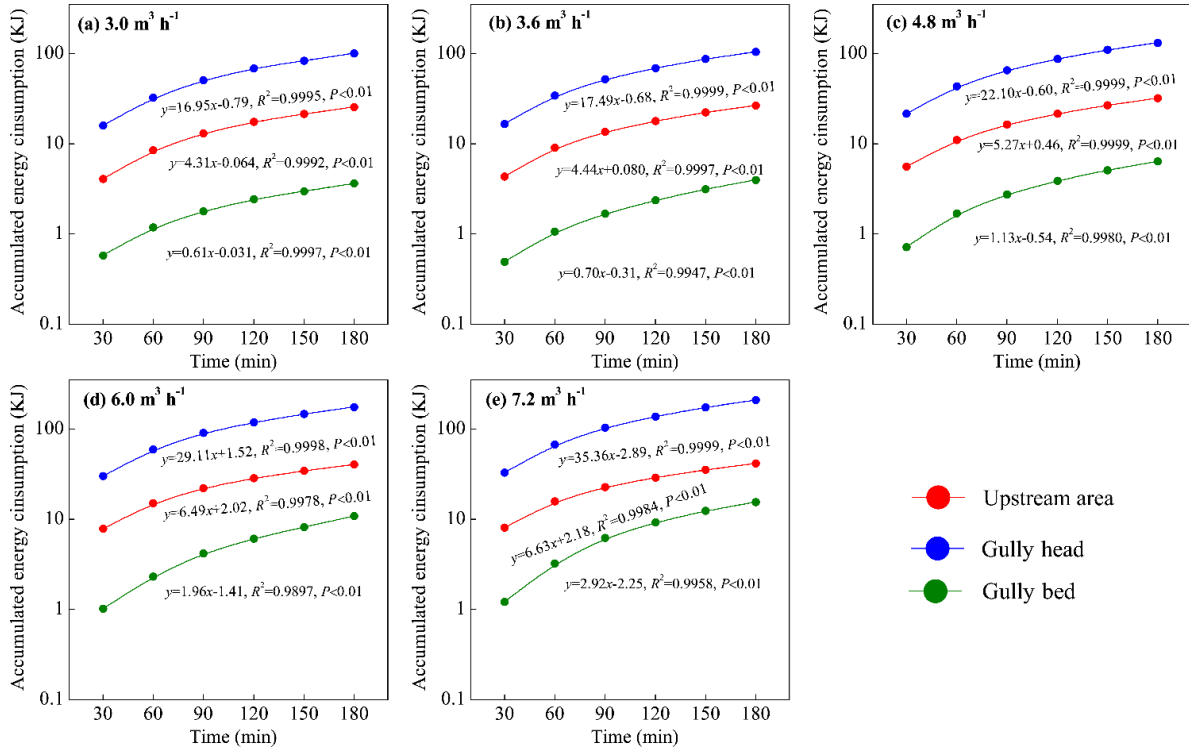 (a) 3.0 m³ h⁻¹
Accumulated energy cinsumption (KJ)
100
10
1
0.1
y=16.95x-0.79, R²=0.9995, P<0.01
y=4.31x-0.064, R²=0.9992, P<0.01
y=0.61x-0.031, R²=0.9997, P<0.01
30 60 90 120 150 180
Time (min)
(b) 3.6 m³ h⁻¹
Accumulated energy cinsumption (KJ)
100
10
1
0.1
y=17.49x-0.68, R²=0.9999, P<0.01
y=4.44x+0.080, R²=0.9997, P<0.01
y=0.70x-0.31, R²=0.9947, P<0.01
30 60 90 120 150 180
Time (min)
(c) 4.8 m³ h⁻¹
Accumulated energy cinsumption (KJ)
100
10
1
0.1
y=22.10x-0.60, R²=0.9999, P<0.01
y=5.27x+0.46, R²=0.9999, P<0.01
y=1.13x-0.54, R²=0.9980, P<0.01
30 60 90 120 150 180
Time (min)
(d) 6.0 m³ h⁻¹
Accumulated energy cinsumption (KJ)
100
10
1
0.1
y=29.11x+1.52, R²=0.9998, P<0.01
y=6.49x+2.02, R²=0.9978, P<0.01
y=1.96x-1.41, R²=0.9897, P<0.01
30 60 90 120 150 180
Time (min)
(e) 7.2 m³ h⁻¹
Accumulated energy cinsumption (KJ)
100
10
1
0.1
y=35.36x-2.89, R²=0.9999, P<0.01
y=6.63x+2.18, R²=0.9984, P<0.01
y=2.92x-2.25, R²=0.9958, P<0.01
30 60 90 120 150 180
Time (min)
Upstream area
Gully head
Gully bed